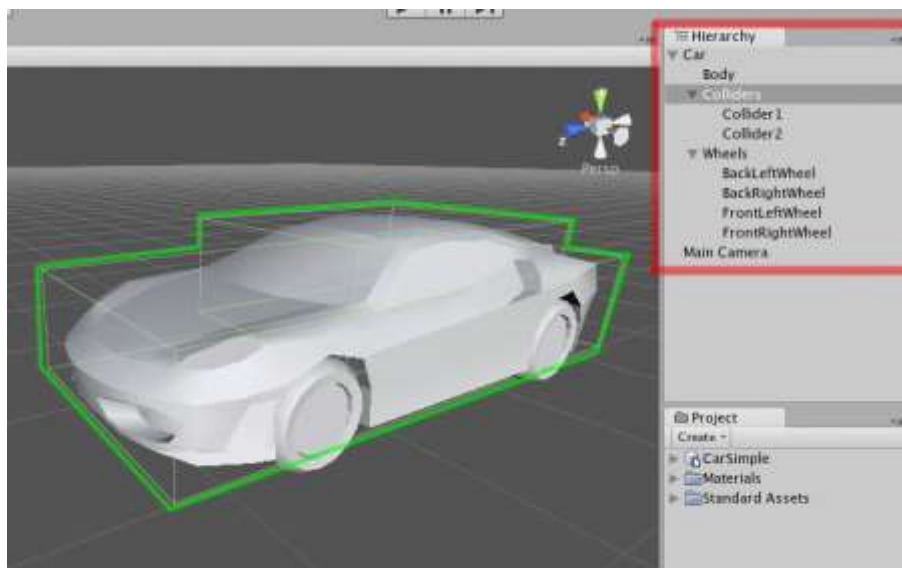 Hierarchy
Car
Body
Colliders
Collider1
Collider2
Wheels
BackLeftWheel
BackRightWheel
FrontLeftWheel
FrontRightWheel
Main Camera
z
Persp
Project
Create
CarSimple
Materials
Standard Assets